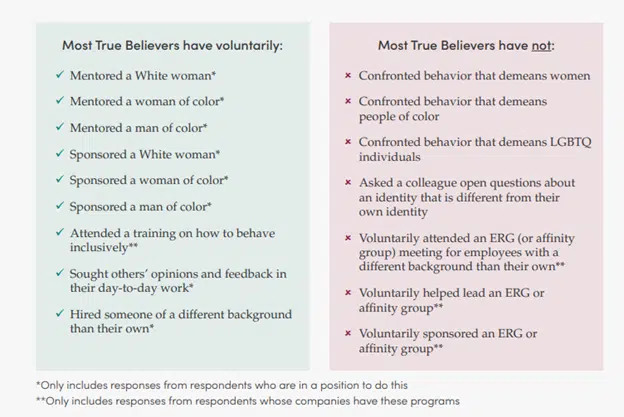 Most True Believers have voluntarily:
✓ Mentored a White woman*
✓ Mentored a woman of color*
✓ Mentored a man of color*
✓ Sponsored a White woman*
✓ Sponsored a woman of color*
✓ Sponsored a man of color*
✓ Attended a training on how to behave
inclusively**
✓ Sought others’ opinions and feedback in
their day-to-day work*
✓ Hired someone of a different background
than their own*
Most True Believers have not:
× Confronted behavior that demeans women
× Confronted behavior that demeans
people of color
× Confronted behavior that demeans LGBTQ
individuals
× Asked a colleague open questions about
an identity that is different from their
own identity
× Voluntarily attended an ERG (or affinity
group) meeting for employees with a
different background than their own**
× Voluntarily helped lead an ERG or
affinity group**
× Voluntarily sponsored an ERG or
affinity group**
*Only includes responses from respondents who are in a position to do this
**Only includes responses from respondents whose companies have these programs